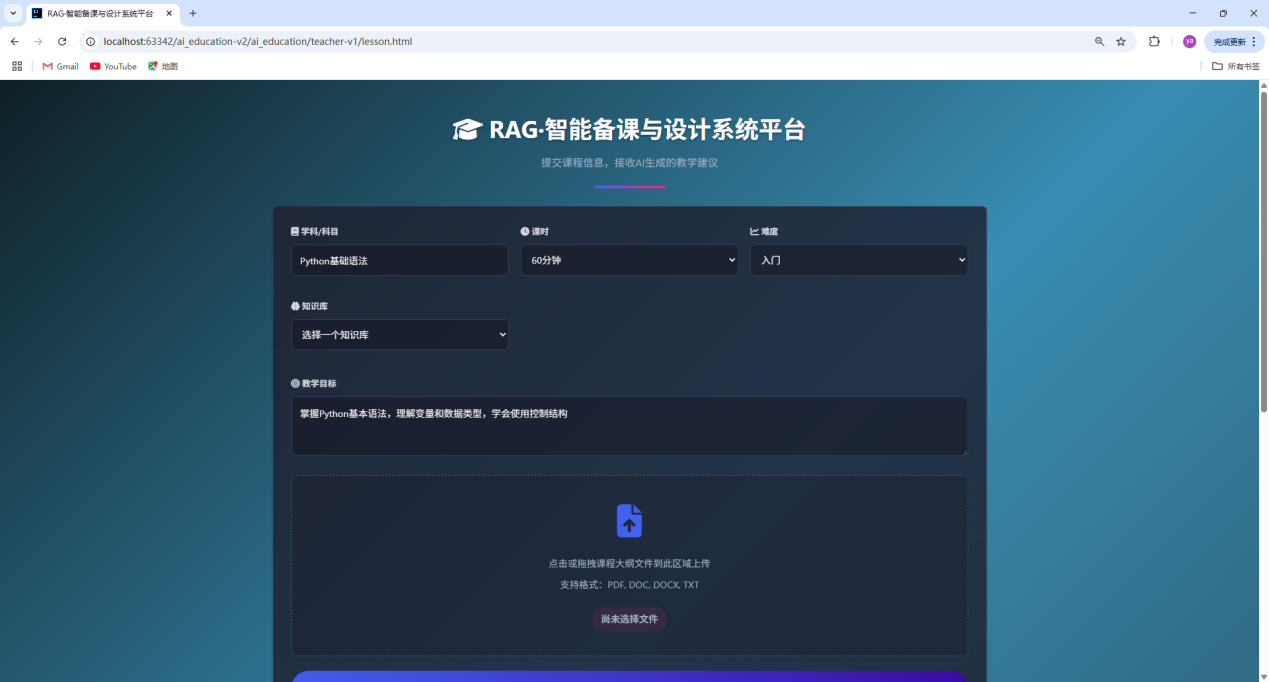 RAG-智能备课与设计系统平台
localhost:63342/ai_education-v2/ai_education/teacher-v1/lesson.html
ya
完成更新
Gmail
YouTube
地图
所有书签
RAG·智能备课与设计系统平台
提交课程信息，接收AI生成的教学建议
学科/科目
课时
难度
Python基础语法
60分钟
入门
知识库
选择一个知识库
教学目标
掌握Python基本语法，理解变量和数据类型，学会使用控制结构
点击或拖拽课程大纲文件到此区域上传
支持格式：PDF, DOC, DOCX, TXT
尚未选择文件